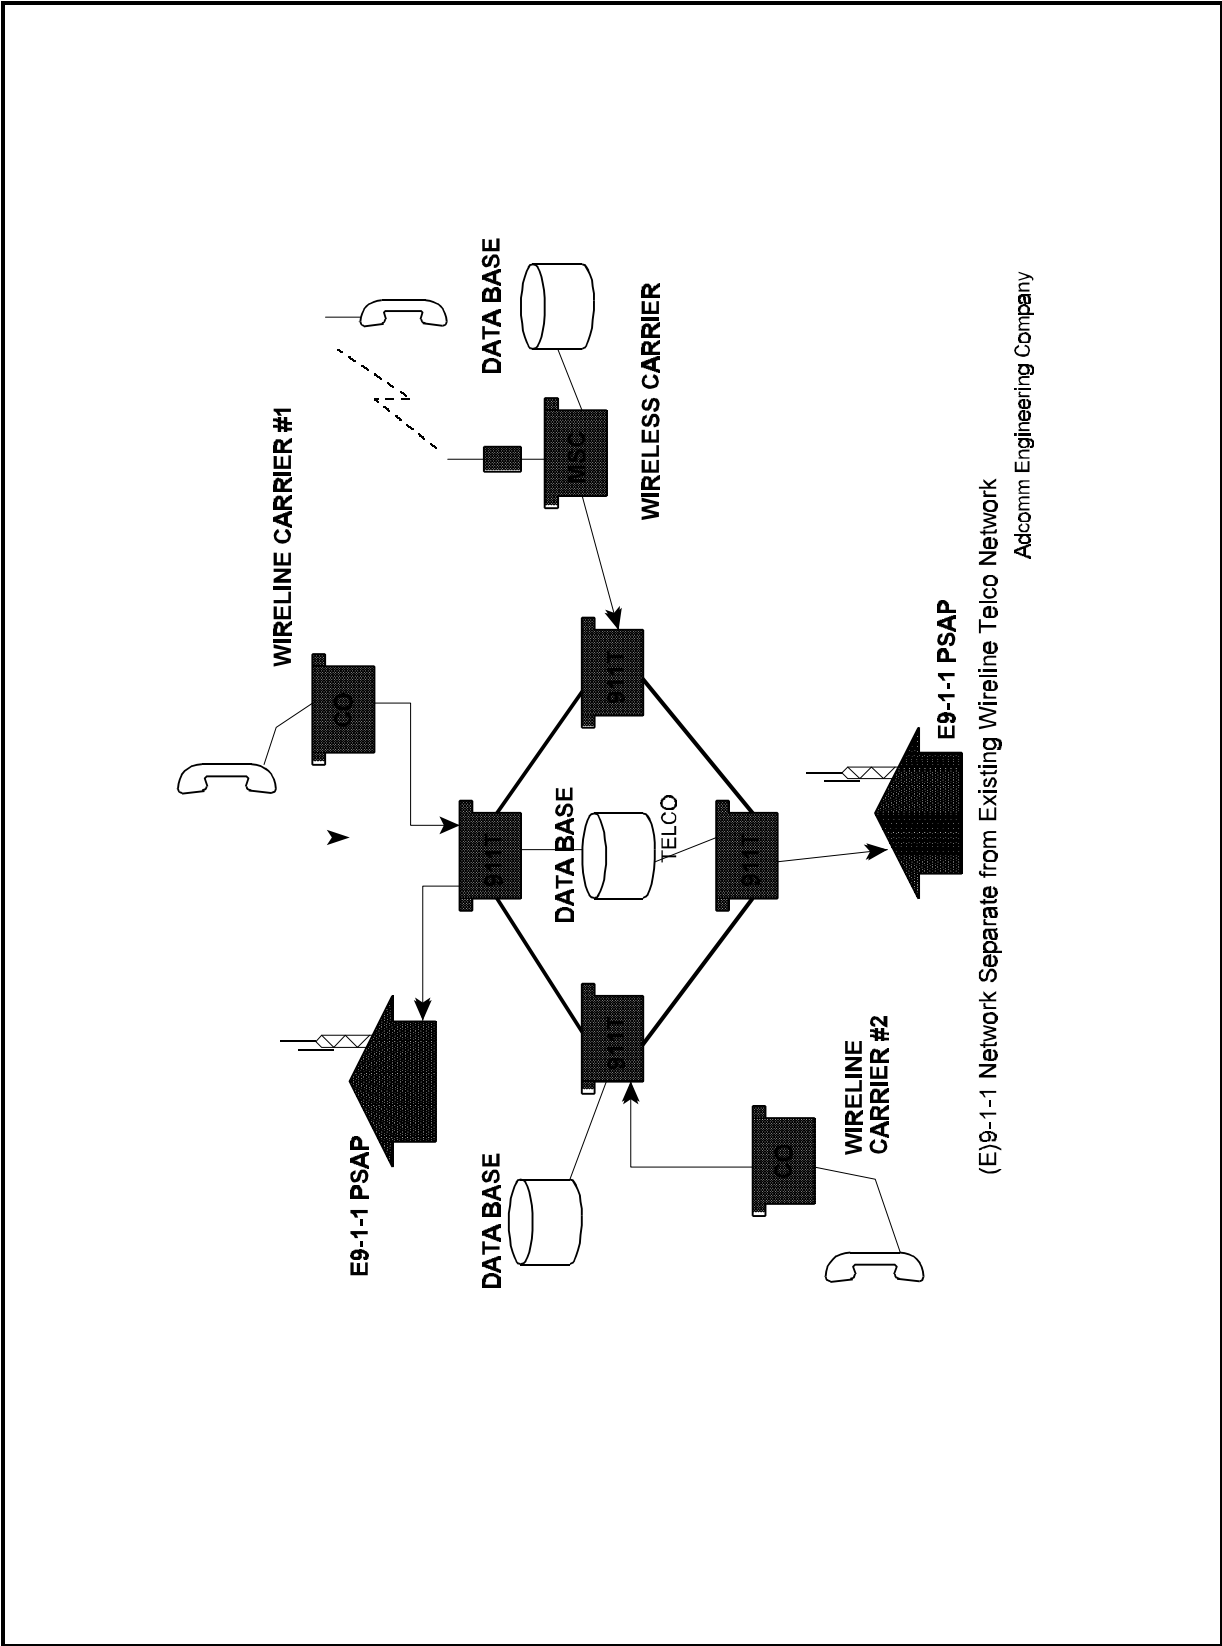 WIRELINE CARRIER #1
CO
E9-1-1 PSAP
DATA BASE
911T
DATA BASE
DATA BASE
MSC
911T
911T
WIRELESS CARRIER
TELCO
911T
CO
WIRELINE
CARRIER #2
E9-1-1 PSAP
(E)9-1-1 Network Separate from Existing Wireline Telco Network
Adcomm Engineering Company